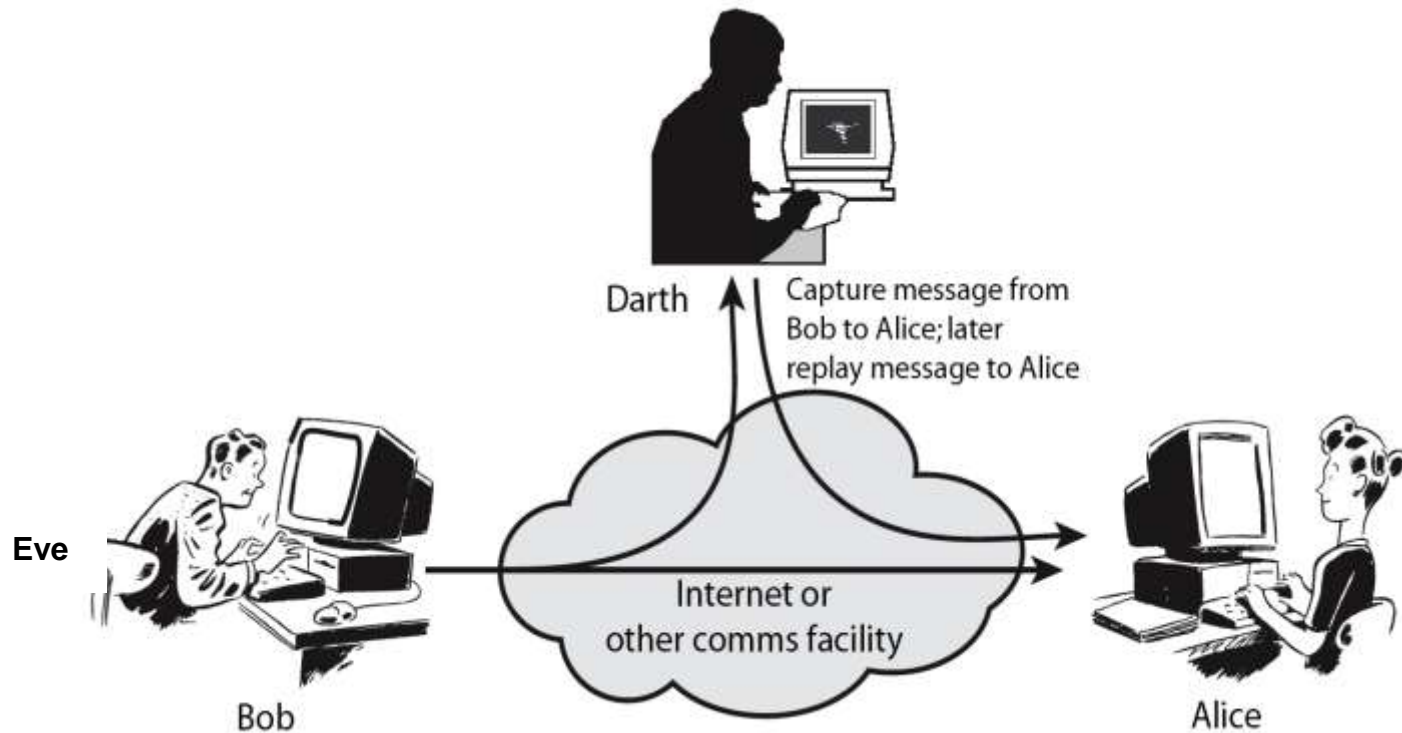 Darth
Capture message from
Bob to Alice; later
replay message to Alice
Eve
Internet or
other comms facility
Bob
Alice